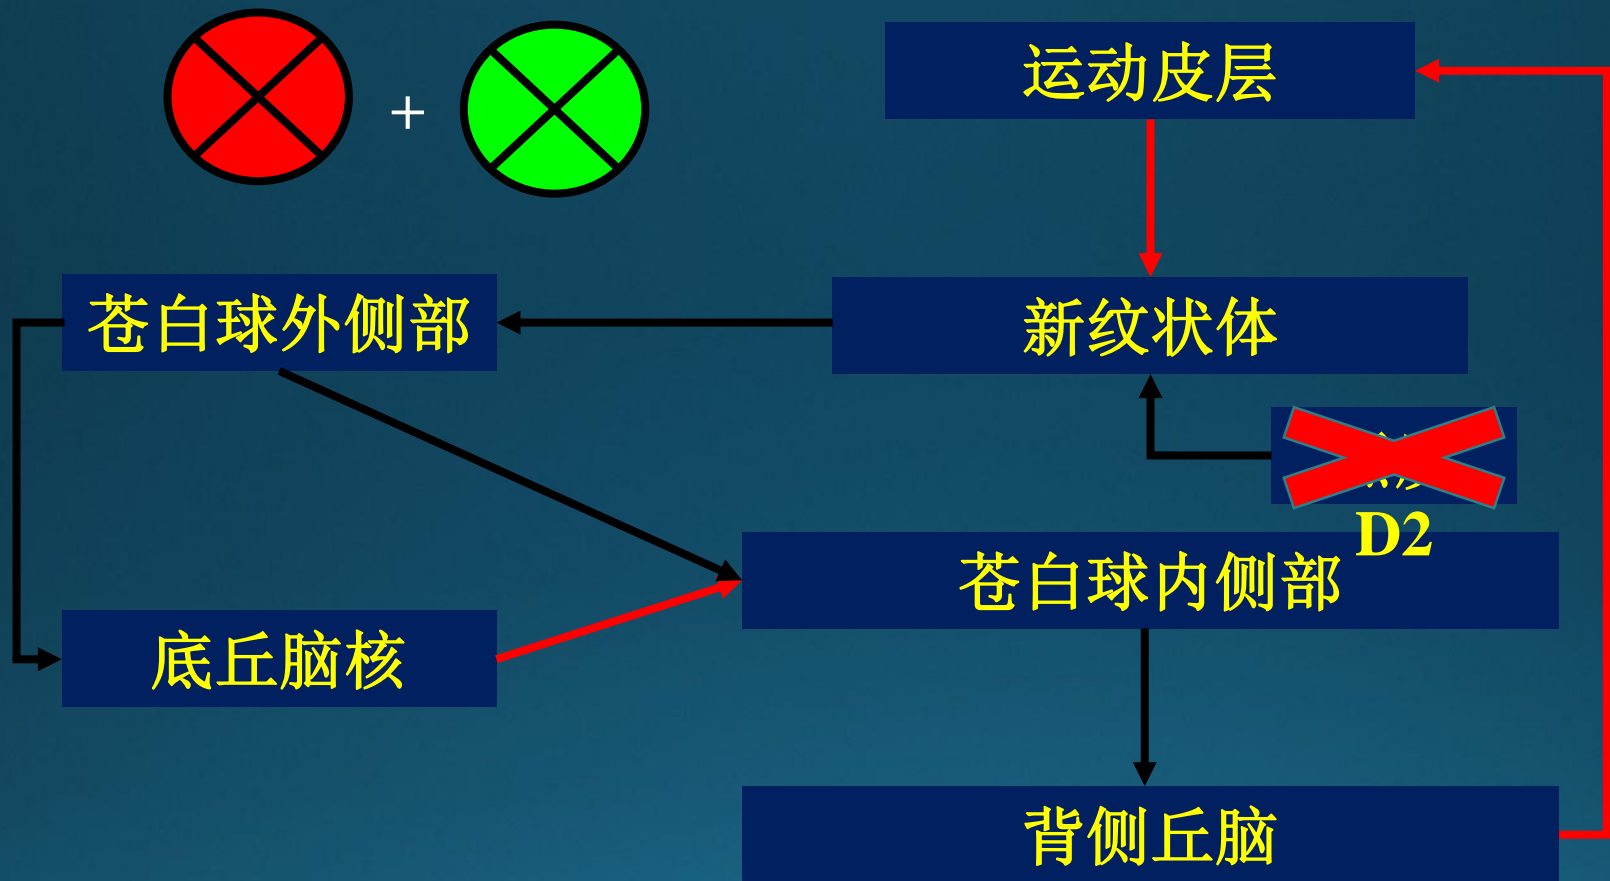 +
运动皮层
苍白球外侧部
新纹状体
D2
苍白球内侧部
底丘脑核
背侧丘脑